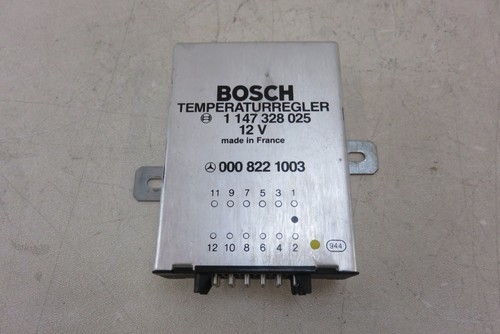 BOSCH
TEMPERATURREGLER
1 147 328 025
12 V
made in France
000 822 1003
11 9 7 5 3 1
12 10 8 6 4 2
944